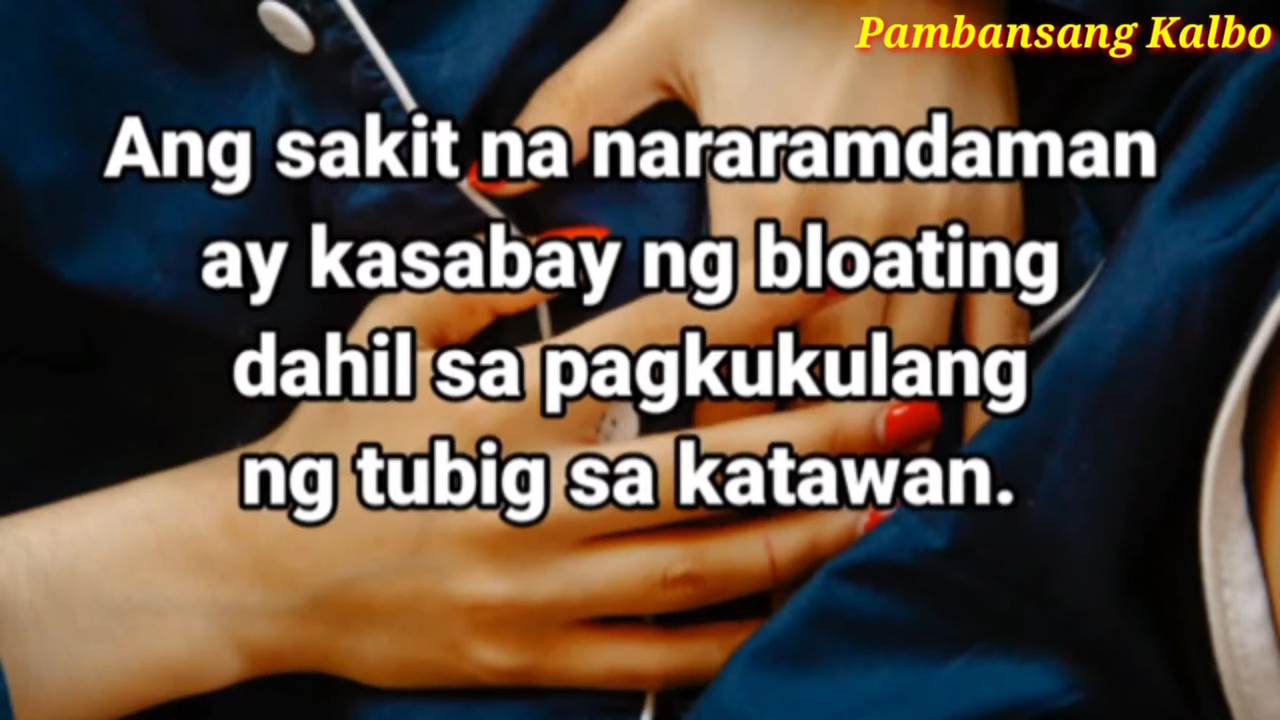 Pambansang Kalbo
Ang sakit na nararamdaman
ay kasabay ng bloating
dahil sa pagkukulang
ng tubig sa katawan.